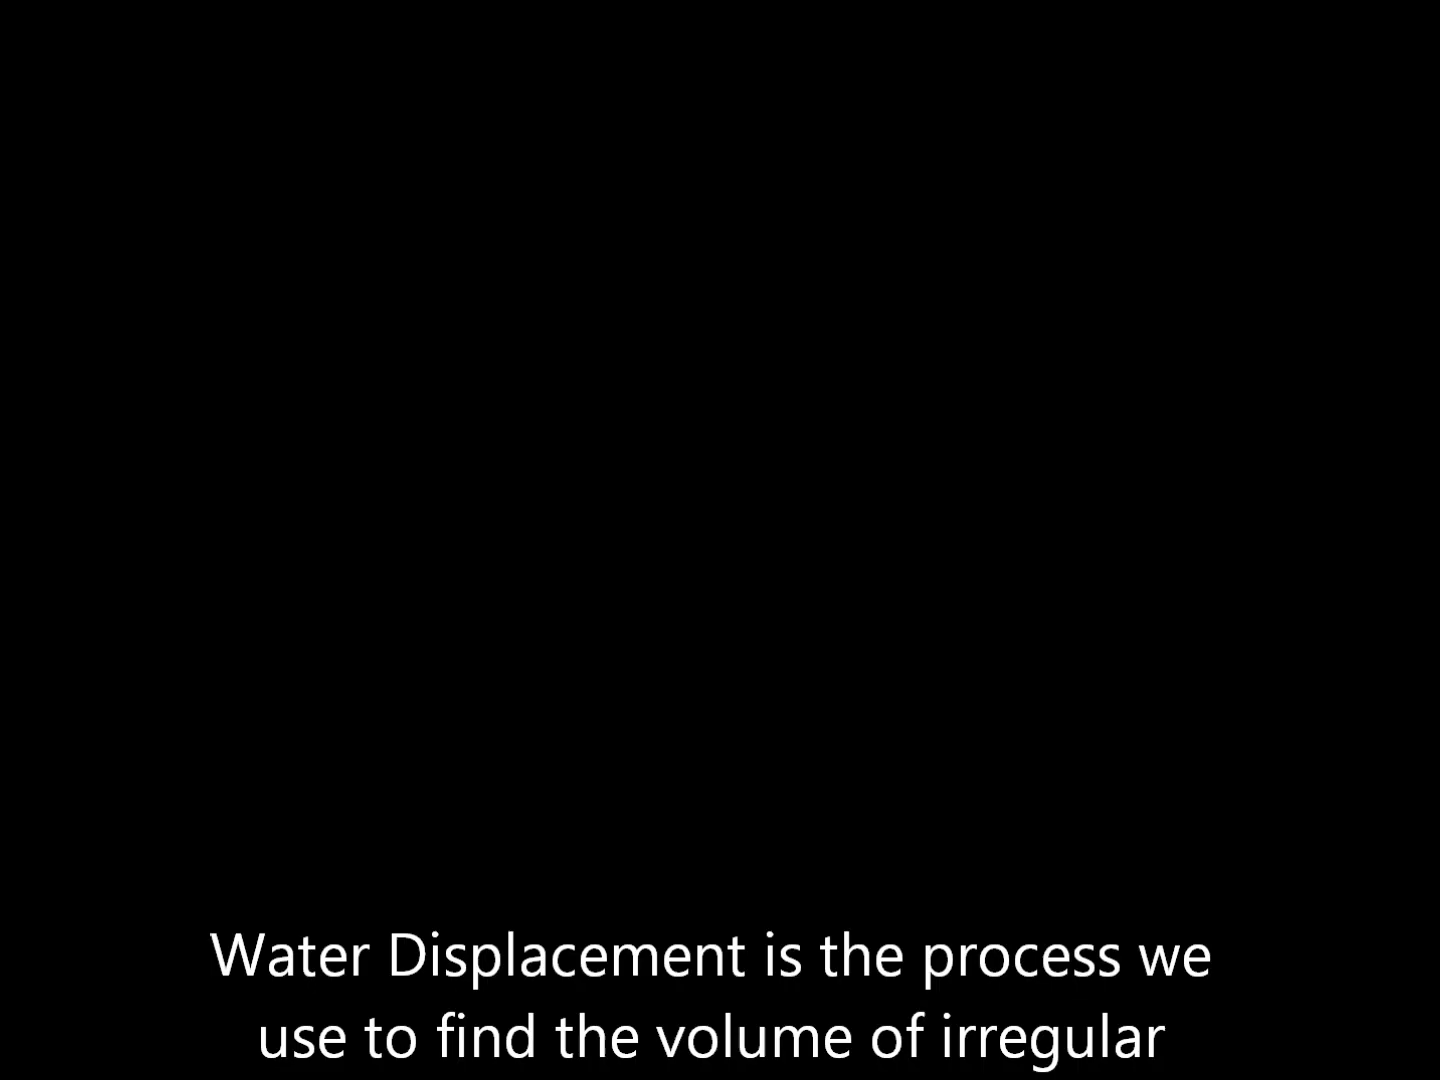 Water Displacement is the process we
use to find the volume of irregular